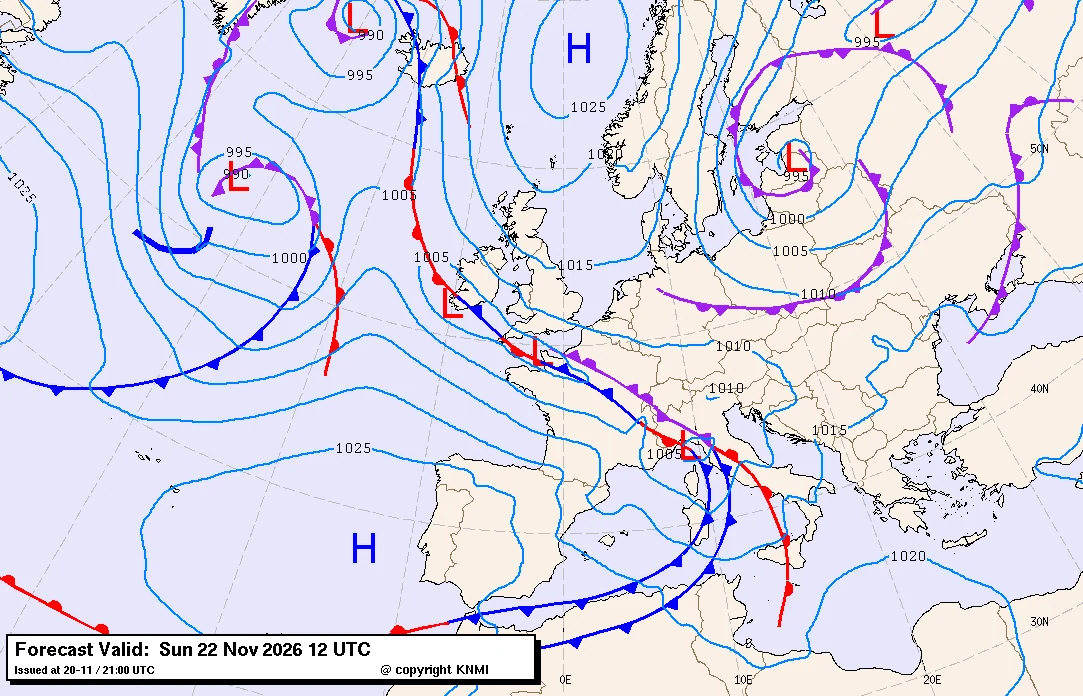 L
990
L
995
H
995
1025
1025
1020
50N
995
990
L
L
995
1005
1000
1005
1005
1000
1015
L
1010
L
1010
1010
40N
1015
L
1005
1025
H
1020
30N
Forecast Valid: Sun 22 Nov 2026 12 UTC
Issued at 20-11 / 21:00 UTC
@ copyright KNMI
0E
10E
20E